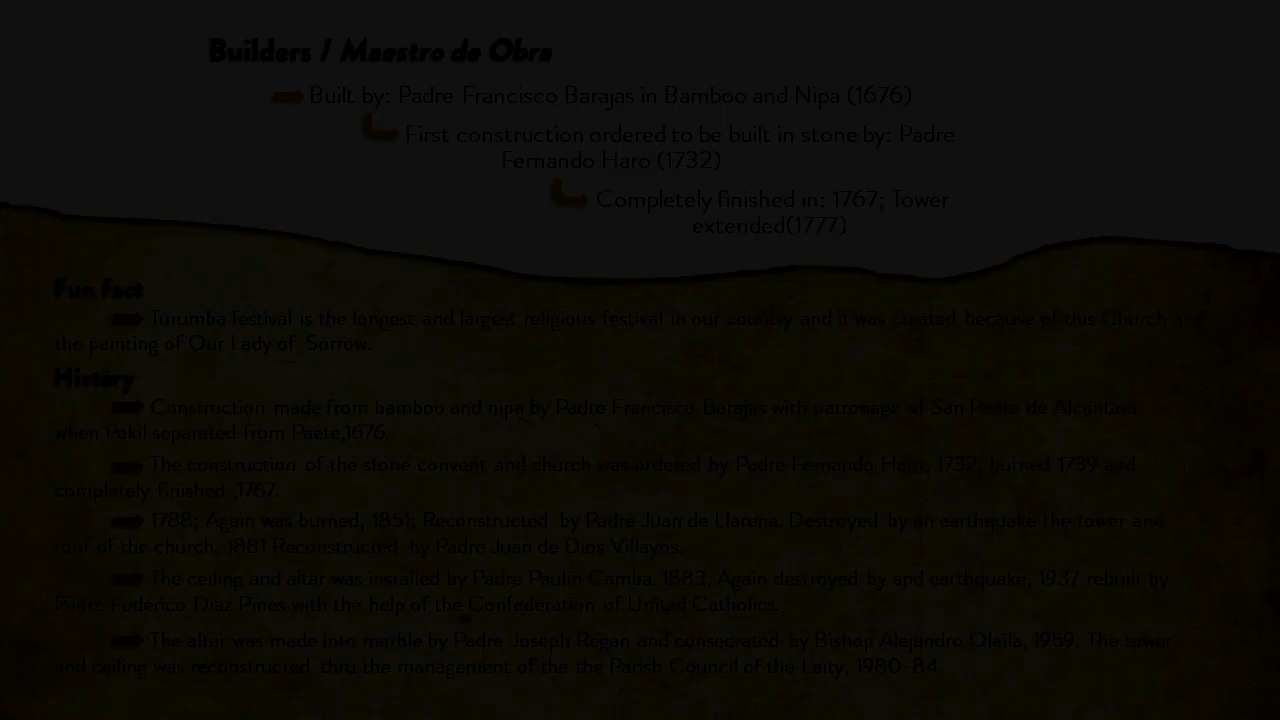 Builders / Maestro de Obra
Built by: Padre Francisco Barajas in Bamboo and Nipa (1676)
First construction ordered to be built in stone by: Padre
Fernando Haro (1732)
Completely finished in: 1767; Tower
extended(1777)
Fun fact
Turumba festival is the longest and largest religious festival in our country and it was created because of this Church and
the painting of Our Lady of Sorrow.
History
Construction made from bamboo and nipa by Padre Francisco Barajas with patronage of San Pedro de Alcantara
when Pakil separated from Paete,1676.
The construction of the stone convent and church was ordered by Padre Fernando Haro, 1732, burned 1739 and
completely finished ,1767.
1788; Again was burned, 1851; Reconstructed by Padre Juan de Llarena. Destroyed by an earthquake the tower and
roof of the church. 1881 Reconstructed by Padre Juan de Dios Villayos.
The ceiling and altar was installed by Padre Paulin Camba. 1883; Again destroyed by and earthquake, 1937 rebuilt by
Padre Federico Diaz Pines with the help of the Confederation of United Catholics.
The altar was made into marble by Padre Joseph Regan and consecrated by Bishop Alejandro Olaila, 1959. The tower
and ceiling was reconstructed thru the management of the the Parish Council of the Laity, 1980-84.